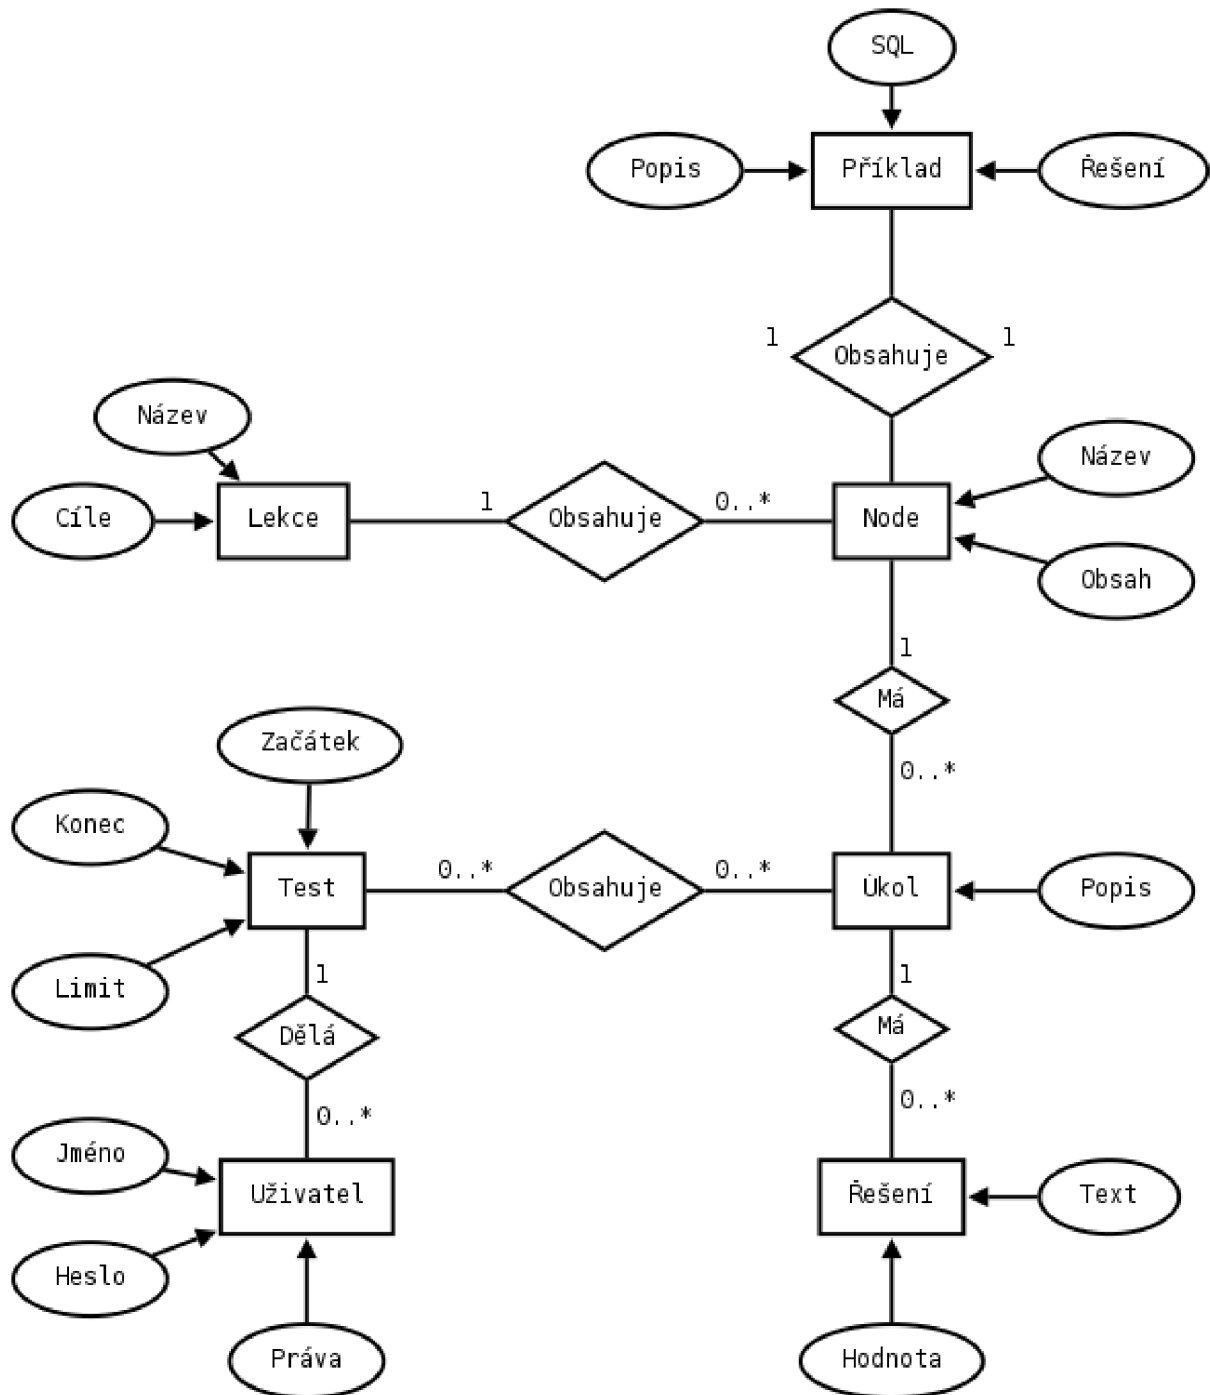 SQL
Popis
Příklad
Řešení
1
Obsahuje
1
Název
Název
Cíle
Lekce
1
Obsahuje
0..*
Node
Obsah
1
Má
Začátek
0..*
Konec
Test
0..*
Obsahuje
0..*
Úkol
Popis
Limit
1
1
Dělá
Má
0..*
0..*
Jméno
Uživatel
Řešení
Text
Heslo
Práva
Hodnota